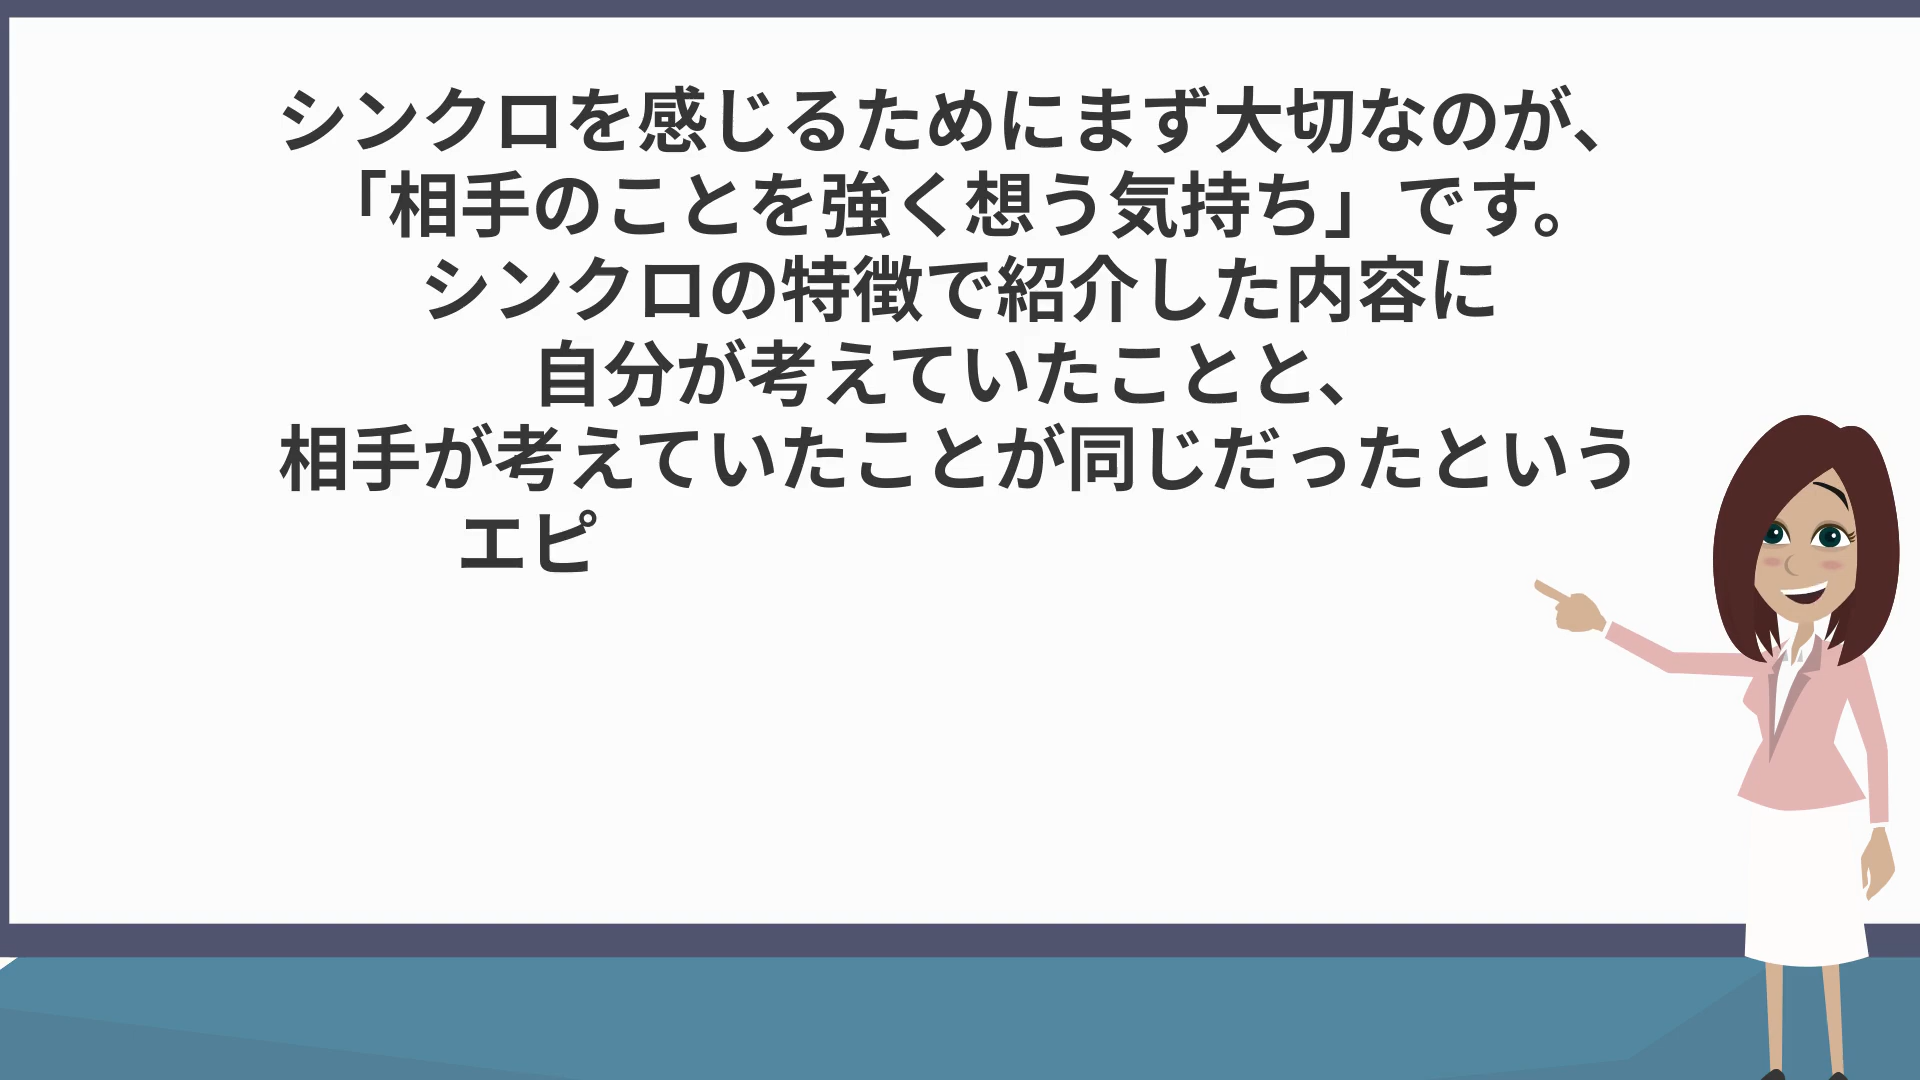 シンクロを感じるためにまず大切なのが、
「相手のことを強く想う気持ち」です。
シンクロの特徴で紹介した内容に
自分が考えていたことと、
相手が考えていたことが同じだったという
エピ